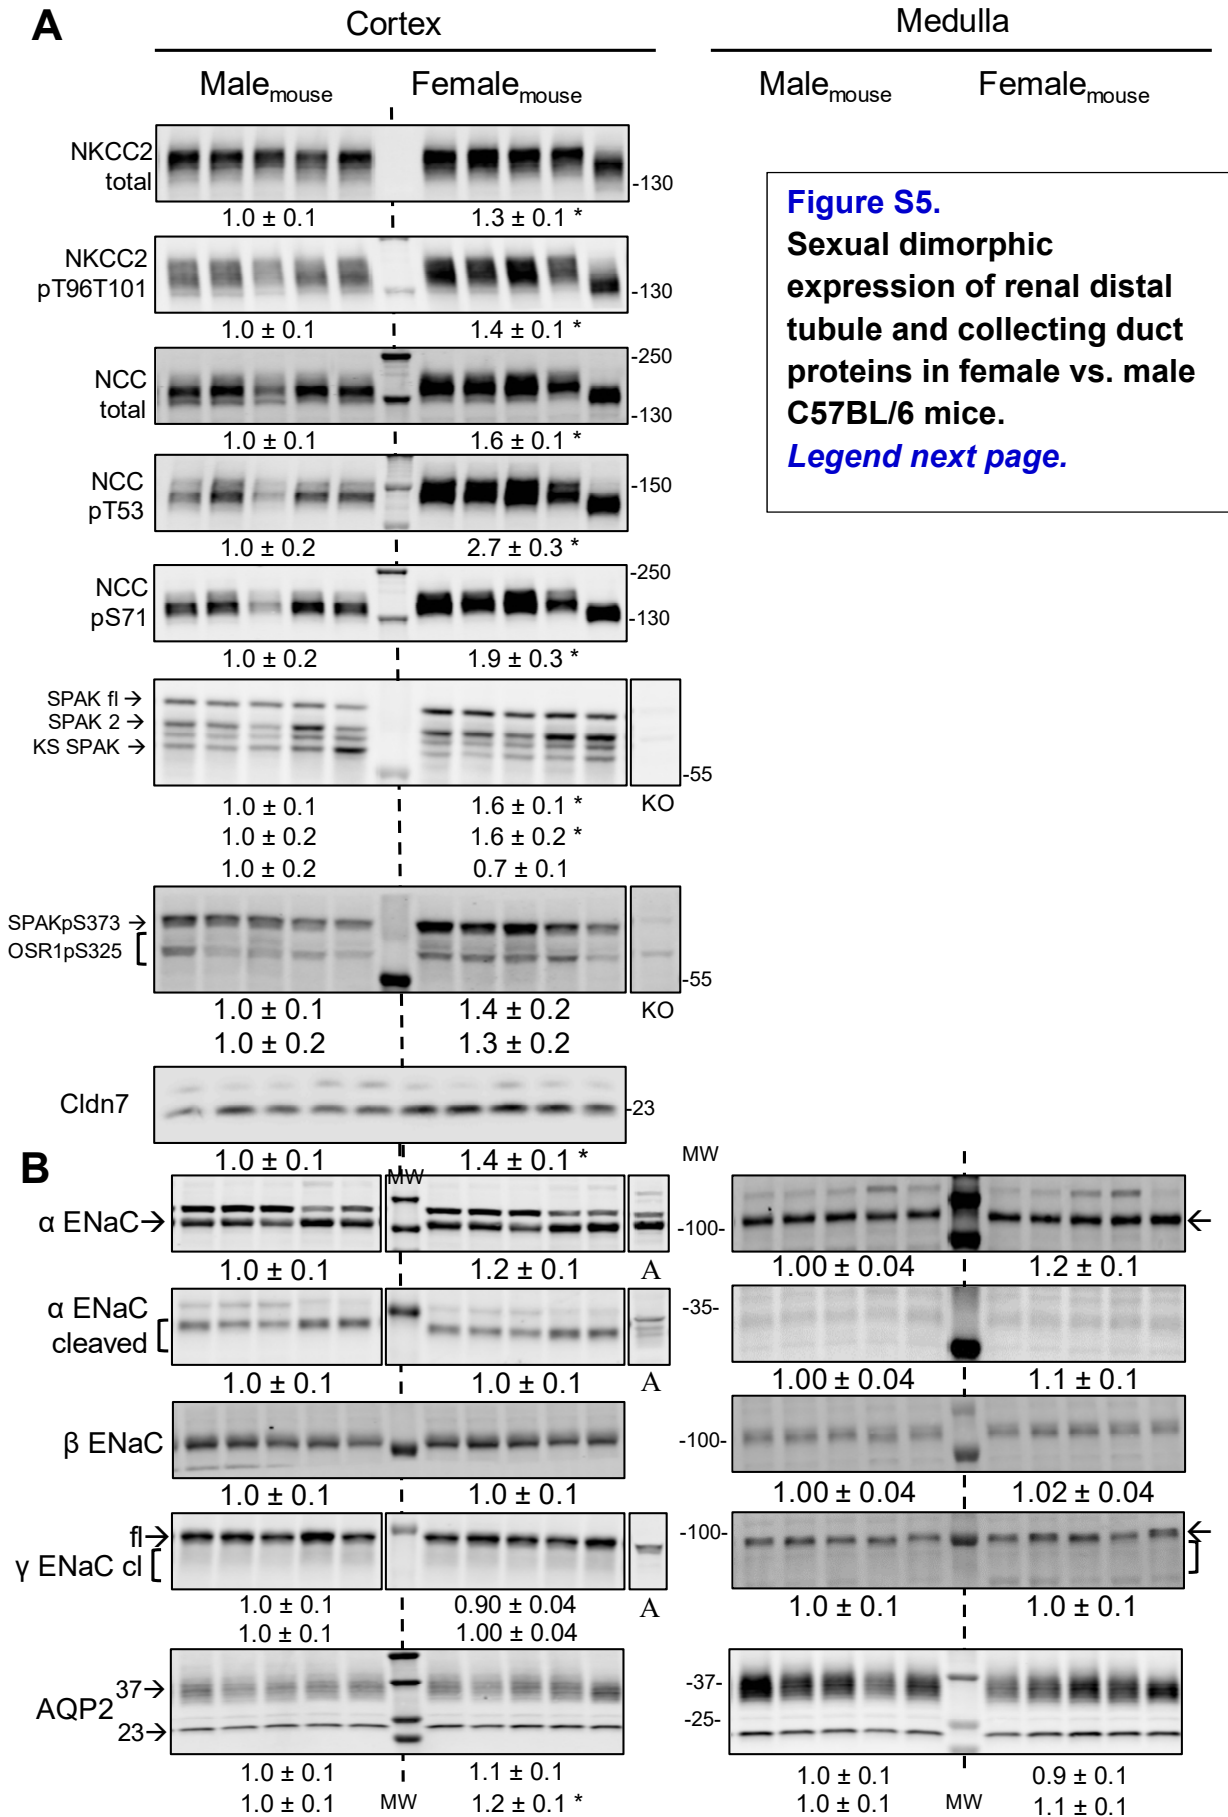 A
Cortex
Medulla
Male mouse
Female mouse
Male mouse
Female mouse
NKCC2
total
-130
1.0 ± 0.1
1.3 ± 0.1 *
NKCC2
pT96T101
-130
1.0 ± 0.1
1.4 ± 0.1 *
NCC
total
-250
-130
1.0 ± 0.1
1.6 ± 0.1 *
NCC
pT53
-150
1.0 ± 0.2
2.7 ± 0.3 *
NCC
pS71
-250
-130
1.0 ± 0.2
1.9 ± 0.3 *
Figure S5.
Sexual dimorphic
expression of renal distal
tubule and collecting duct
proteins in female vs. male
C57BL/6 mice.
Legend next page.
SPAK fl →
SPAK 2 →
KS SPAK →
-55
1.0 ± 0.1
1.6 ± 0.1 *
KO
1.0 ± 0.2
1.6 ± 0.2 *
1.0 ± 0.2
0.7 ± 0.1
SPAKpS373 →
OSR1pS325 [
-55
1.0 ± 0.1
1.4 ± 0.2
KO
1.0 ± 0.2
1.3 ± 0.2
Cldn7
-23
1.0 ± 0.1
1.4 ± 0.1 *
B
MW
MW
α ENaC→
-100-
←
1.0 ± 0.1
1.2 ± 0.1
A
1.00 ± 0.04
1.2 ± 0.1
α ENaC
cleaved [
-35-
1.0 ± 0.1
1.0 ± 0.1
A
1.00 ± 0.04
1.1 ± 0.1
β ENaC
-100-
1.0 ± 0.1
1.0 ± 0.1
1.00 ± 0.04
1.02 ± 0.04
fl→
γ ENaC cl [
-100-
←
]
1.0 ± 0.1
0.90 ± 0.04
A
1.0 ± 0.1
1.0 ± 0.1
1.0 ± 0.1
1.00 ± 0.04
AQP2
37→
23→
-37-
-25-
1.0 ± 0.1
1.1 ± 0.1
1.0 ± 0.1
0.9 ± 0.1
1.0 ± 0.1
MW
1.2 ± 0.1 *
1.0 ± 0.1
MW
1.1 ± 0.1